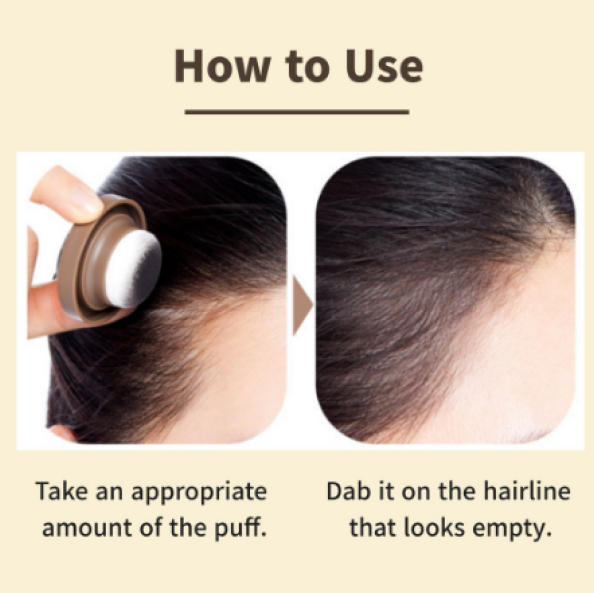 How to Use
Take an appropriate
amount of the puff.
Dab it on the hairline
that looks empty.